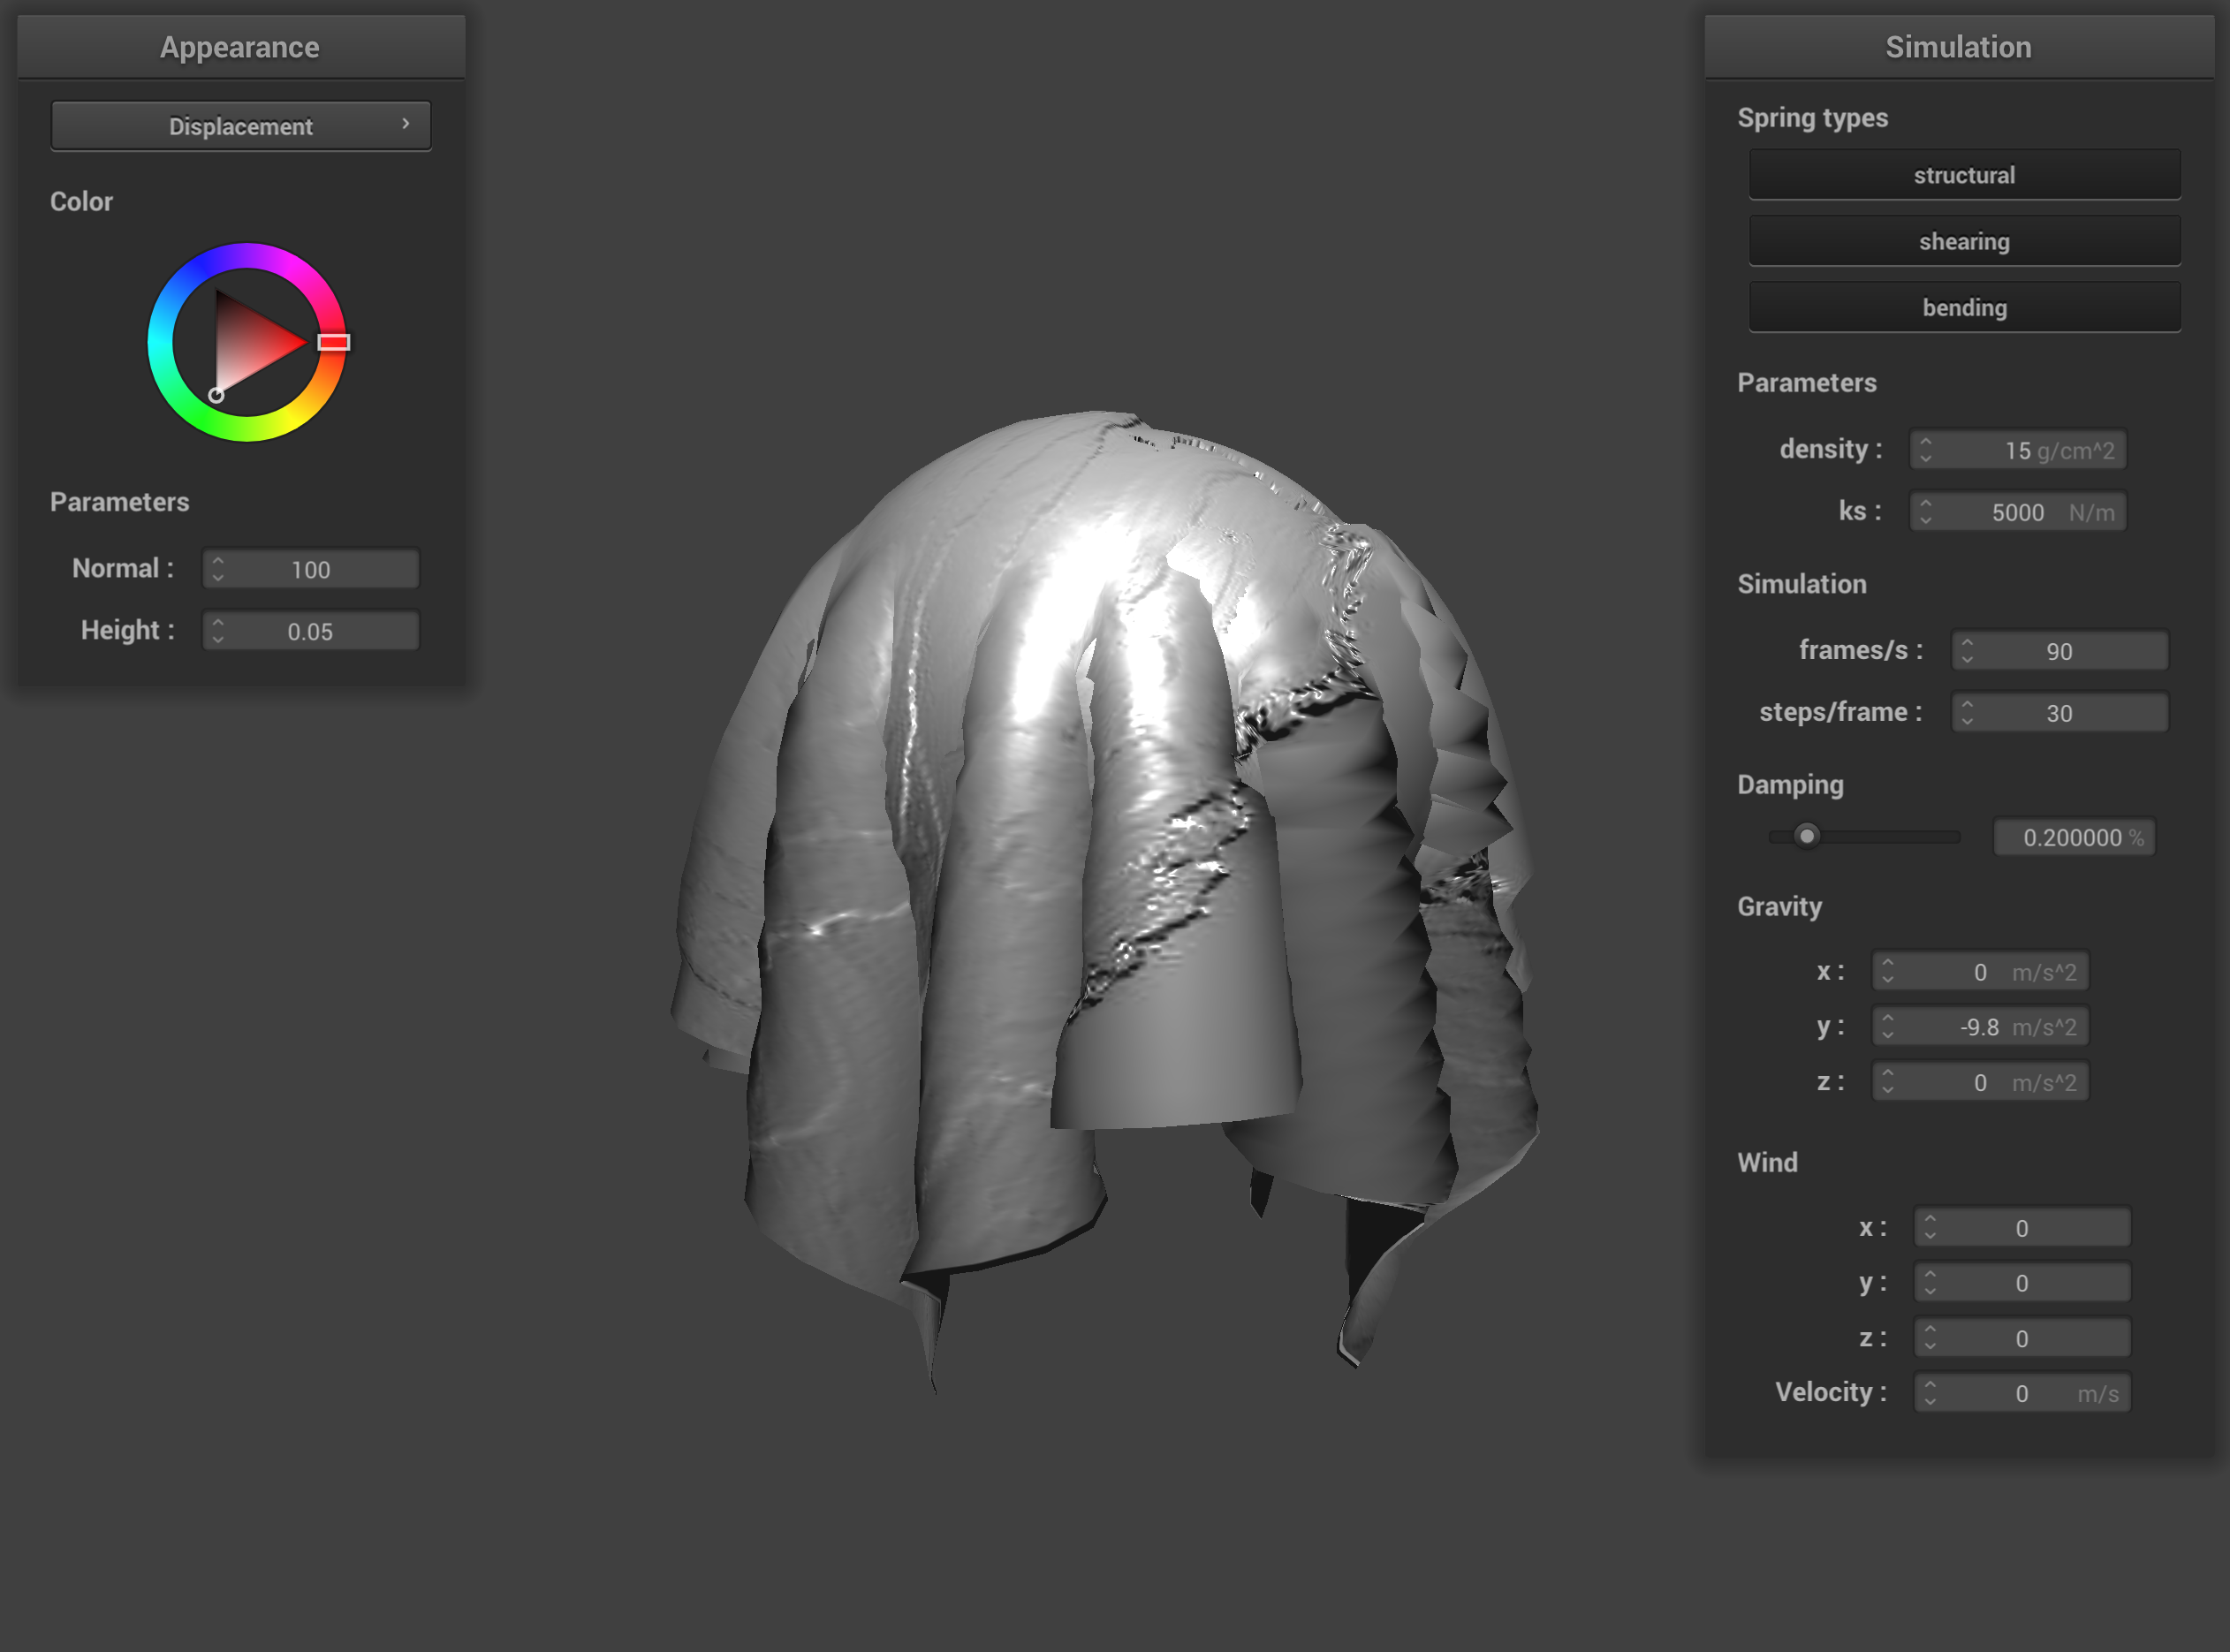 Appearance
Displacement
Color
Parameters
Normal : 100
Height : 0.05
Simulation
Spring types
structural
shearing
bending
Parameters
density : 15 g/cm^2
ks : 5000 N/m
Simulation
frames/s : 90
steps/frame : 30
Damping
0.200000 %
Gravity
x : 0 m/s^2
y : -9.8 m/s^2
z : 0 m/s^2
Wind
x : 0
y : 0
z : 0
Velocity : 0 m/s